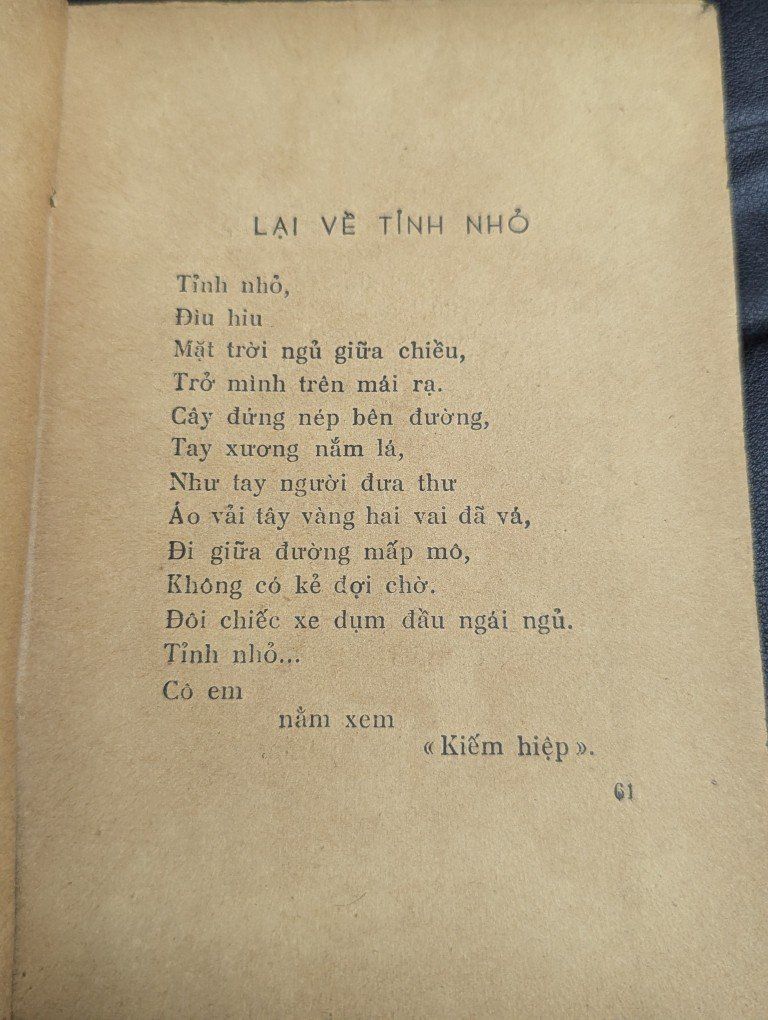 LẠI VỀ TỈNH NHỎ
Tỉnh nhỏ,
Đìu hiu
Mặt trời ngủ giữa chiều,
Trở mình trên mái rạ.
Cây đứng nép bên đường,
Tay xương nắm lá,
Như tay người đưa thư
Áo vải tây vàng hai vai đã vá,
Đi giữa đường mấp mô,
Không có kẻ đợi chờ.
Đôi chiếc xe dụm đầu ngái ngủ.
Tỉnh nhỏ...
Cô em
nằm xem
« Kiếm hiệp ».
61